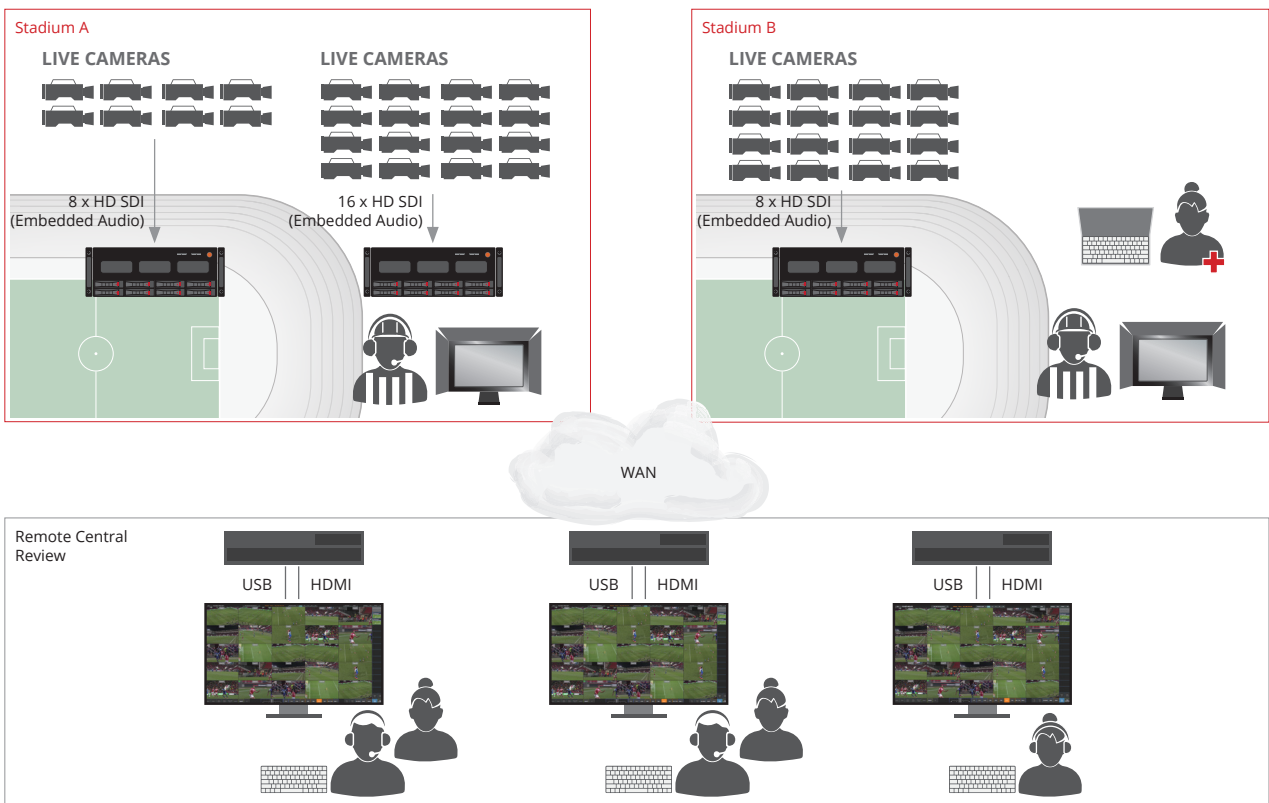 Stadium A
LIVE CAMERAS
LIVE CAMERAS
8 x HD SDI
(Embedded Audio)
16 x HD SDI
(Embedded Audio)
Stadium B
LIVE CAMERAS
8 x HD SDI
(Embedded Audio)
WAN
Remote Central
Review
USB
HDMI
USB
HDMI
USB
HDMI